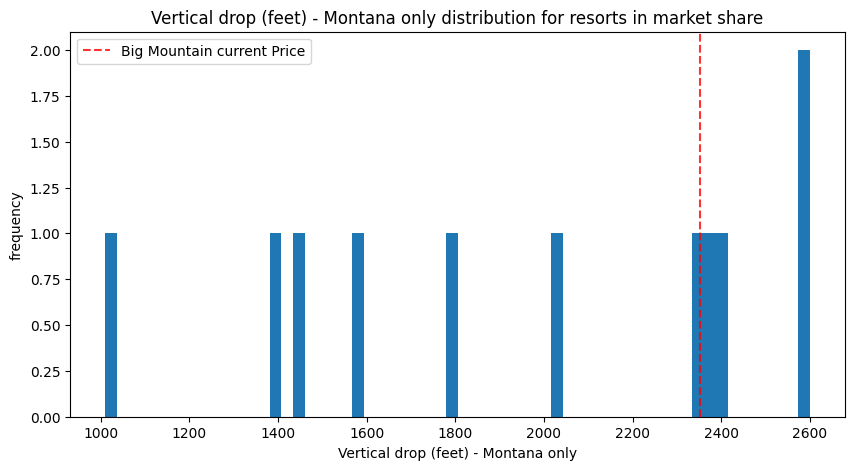 Vertical drop (feet) - Montana only distribution for resorts in market share
Big Mountain current Price
2.00
1.75
1.50
1.25
1.00
0.75
0.50
0.25
0.00
frequency
1000 1200 1400 1600 1800 2000 2200 2400 2600
Vertical drop (feet) - Montana only